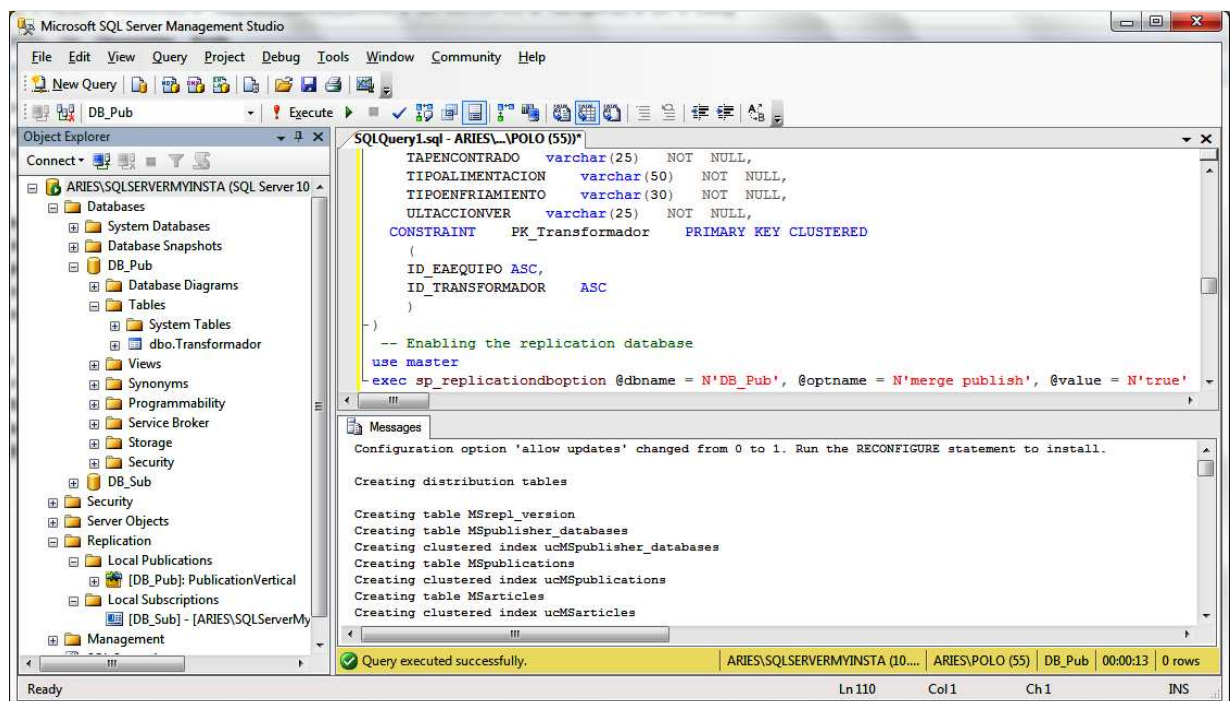 Microsoft SQL Server Management Studio
File Edit View Query Project Debug Tools Window Community Help
New Query
DB_Pub Execute
Object Explorer
Connect
ARIES\SQLSERVERMYINSTA (SQL Server 10
Databases
System Databases
Database Snapshots
DB_Pub
Database Diagrams
Tables
System Tables
dbo.Transformador
Views
Synonyms
Programmability
Service Broker
Storage
Security
DB_Sub
Security
Server Objects
Replication
Local Publications
[DB_Pub]: PublicationVertical
Local Subscriptions
[DB_Sub] - [ARIES\SQLServerMy
Management
SQLQuery1.sql - ARIES\...\POLO (55))*
TAPENCONTRADO varchar(25) NOT NULL,
TIPOALIMENTACION varchar(50) NOT NULL,
TIPOENFRIAMIENTO varchar(30) NOT NULL,
ULTACCIONVER varchar(25) NOT NULL,
CONSTRAINT PK_Transformador PRIMARY KEY CLUSTERED
(
ID_EAEQUIPO ASC,
ID_TRANSFORMADOR ASC
)
)
-- Enabling the replication database
use master
exec sp_replicationdboption @dbname = N'DB_Pub', @optname = N'merge publish', @value = N'true'
Messages
Configuration option 'allow updates' changed from 0 to 1. Run the RECONFIGURE statement to install.
Creating distribution tables
Creating table MSrepl_version
Creating table MSpublisher_databases
Creating clustered index ucMSpublisher_databases
Creating table MSpublications
Creating clustered index ucMSpublications
Creating table MSarticles
Creating clustered index ucMSarticles
Query executed successfully. ARIES\SQLSERVERMYINSTA (10.... ARIES\POLO (55) DB_Pub 00:00:13 0 rows
Ready Ln 110 Col 1 Ch 1 INS